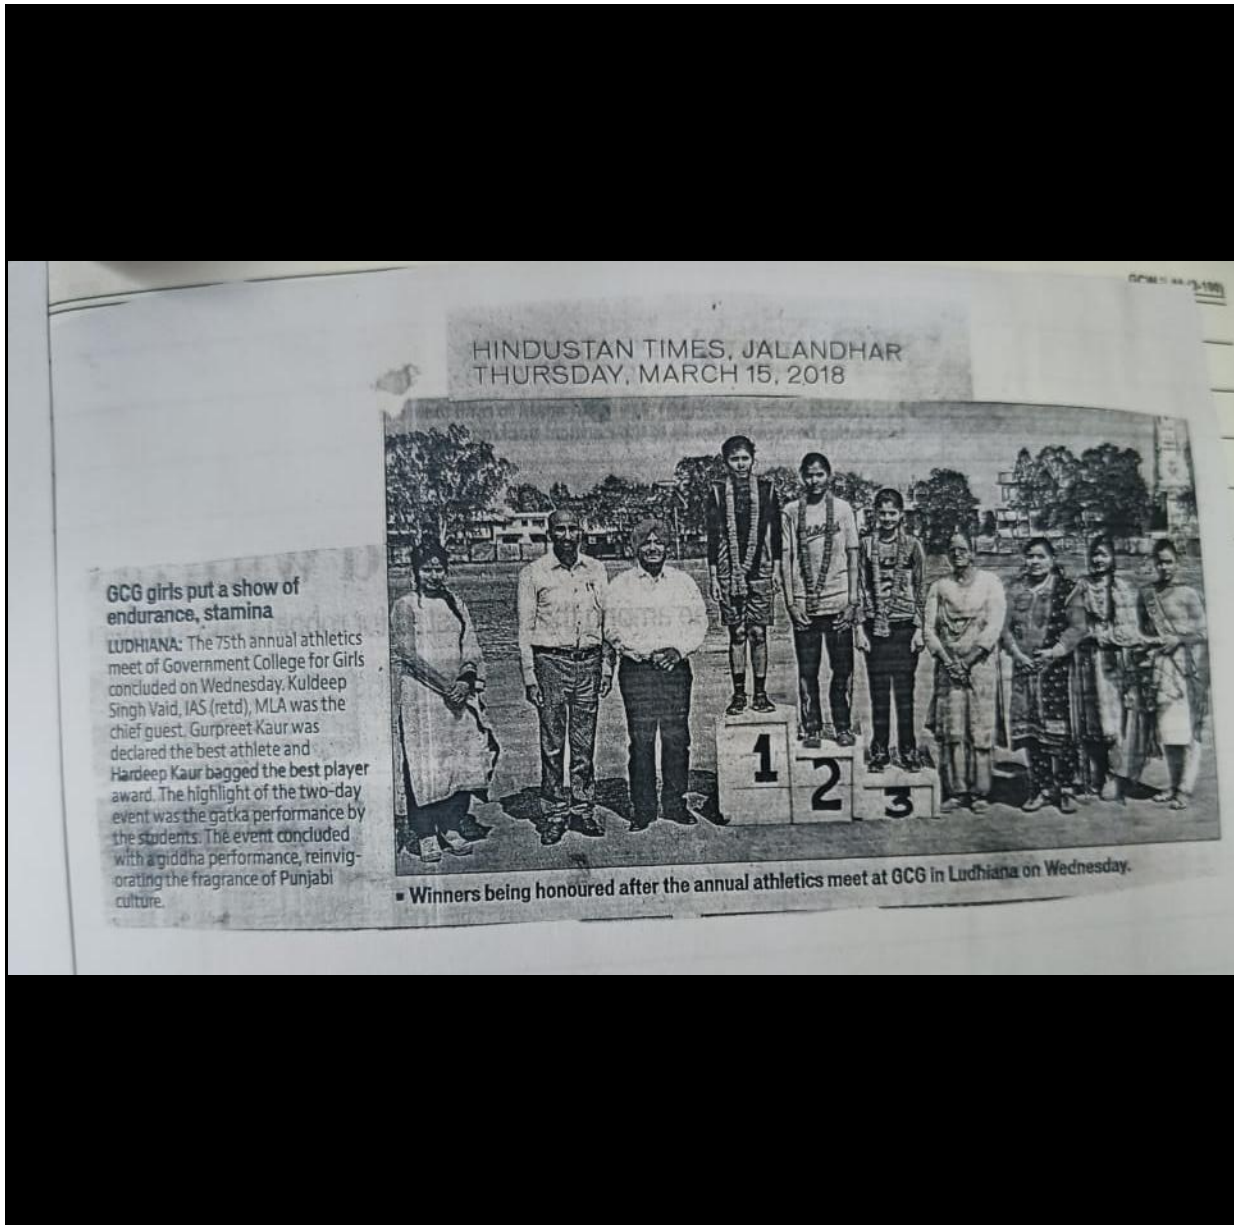 HINDUSTAN TIMES, JALANDHAR
THURSDAY, MARCH 15, 2018
GCG girls put a show of
endurance, stamina
LUDHIANA: The 75th annual athletics
meet of Government College for Girls
concluded on Wednesday. Kuldeep
Singh Vaid, IAS (retd), MLA was the
chief guest. Gurpreet Kaur was
declared the best athlete and
Hardeep Kaur bagged the best player
award. The highlight of the two-day
event was the gatka performance by
the students. The event concluded
with a giddha performance, reinvig-
orating the fragrance of Punjabi
culture.
1
2
3
▪ Winners being honoured after the annual athletics meet at GCG in Ludhiana on Wednesday.